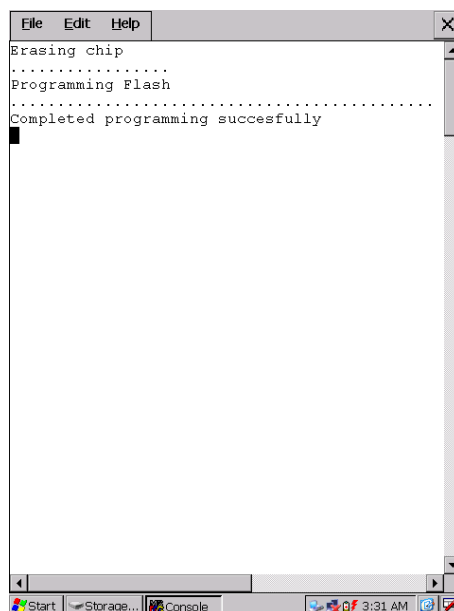 File Edit Help
Erasing chip
.................
Programming Flash
.............................................
Completed programming succesfully
Start Storage... Console 3:31 AM